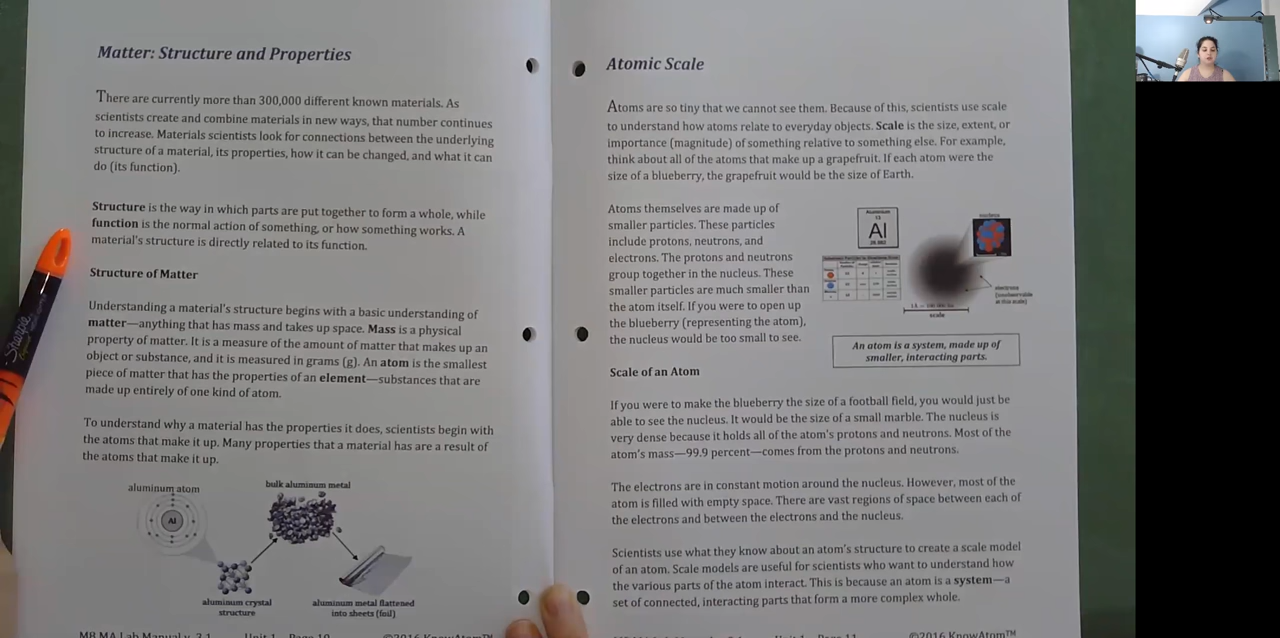 Matter: Structure and Properties
There are currently more than 300,000 different known materials. As
scientists create and combine materials in new ways, that number continues
to increase. Materials scientists look for connections between the underlying
structure of a material, its properties, how it can be changed, and what it can
do (its function).
Structure is the way in which parts are put together to form a whole, while
function is the normal action of something, or how something works. A
material's structure is directly related to its function.
Structure of Matter
Understanding a material's structure begins with a basic understanding of
matter—anything that has mass and takes up space. Mass is a physical
property of matter. It is a measure of the amount of matter that makes up an
object or substance, and it is measured in grams (g). An atom is the smallest
piece of matter that has the properties of an element—substances that are
made up entirely of one kind of atom.
To understand why a material has the properties it does, scientists begin with
the atoms that make it up. Many properties that a material has are a result of
the atoms that make it up.
aluminum atom
bulk aluminum metal
Al
aluminum crystal
structure
aluminum metal flattened
into sheets (foil)
Unit 1 Page 10
©2016 KnowAtom™
Sharpie
Atomic Scale
Atoms are so tiny that we cannot see them. Because of this, scientists use scale
to understand how atoms relate to everyday objects. Scale is the size, extent, or
importance (magnitude) of something relative to something else. For example,
think about all of the atoms that make up a grapefruit. If each atom were the
size of a blueberry, the grapefruit would be the size of Earth.
Atoms themselves are made up of
smaller particles. These particles
include protons, neutrons, and
electrons. The protons and neutrons
group together in the nucleus. These
smaller particles are much smaller than
the atom itself. If you were to open up
the blueberry (representing the atom),
the nucleus would be too small to see.
Aluminum
13
Al
nucleus
electrons
(unobservable
at this scale)
scale
An atom is a system, made up of
smaller, interacting parts.
Scale of an Atom
If you were to make the blueberry the size of a football field, you would just be
able to see the nucleus. It would be the size of a small marble. The nucleus is
very dense because it holds all of the atom's protons and neutrons. Most of the
atom's mass—99.9 percent—comes from the protons and neutrons.
The electrons are in constant motion around the nucleus. However, most of the
atom is filled with empty space. There are vast regions of space between each of
the electrons and between the electrons and the nucleus.
Scientists use what they know about an atom's structure to create a scale model
of an atom. Scale models are useful for scientists who want to understand how
the various parts of the atom interact. This is because an atom is a system—a
set of connected, interacting parts that form a more complex whole.
©2016 KnowAtom™